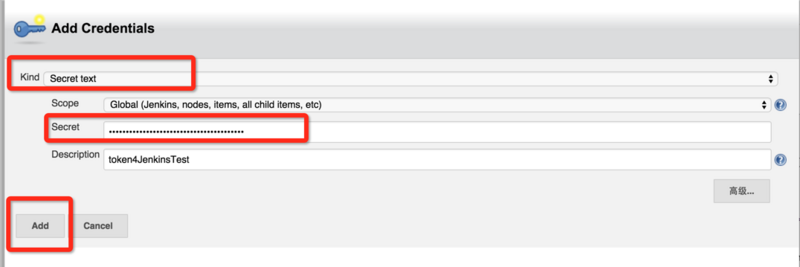 Add Credentials
Kind Secret text
Scope Global (Jenkins, nodes, items, all child items, etc)
Secret ••••••••••••••••••••••••••••••••••••••••
Description token4JenkinsTest
高级...
Add Cancel